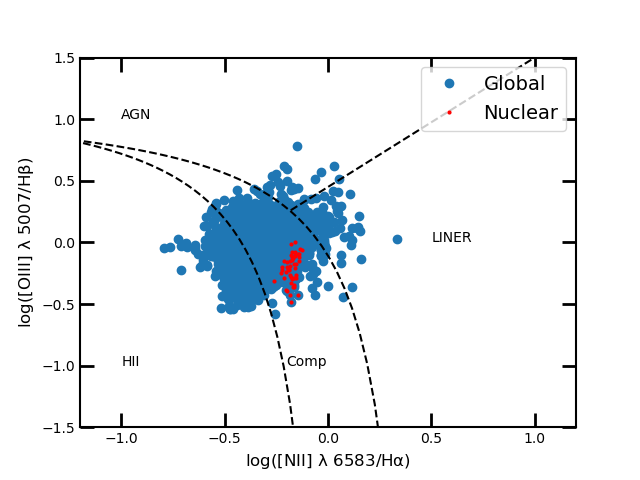 1.5
1.0
0.5
0.0
−0.5
−1.0
−1.5
log([OIII] λ 5007/Hβ)
AGN
Global
Nuclear
LINER
HII
Comp
−1.0
−0.5
0.0
0.5
1.0
log([NII] λ 6583/Hα)